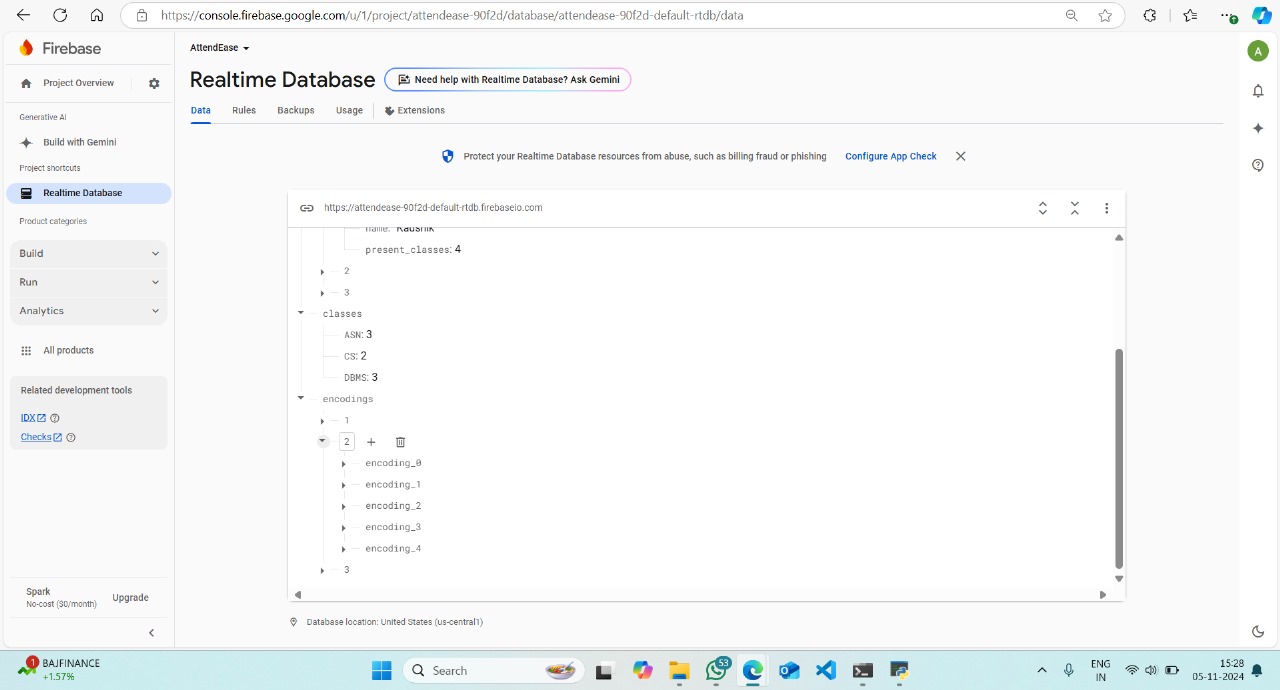 https://console.firebase.google.com/u/1/project/attendease-90f2d/database/attendease-90f2d-default-rtdb/data
Firebase
Project Overview
Generative AI
Build with Gemini
Project shortcuts
Realtime Database
Product categories
Build
Run
Analytics
All products
Related development tools
IDX
Checks
Spark
No-cost ($0/month)
Upgrade
AttendEase
Realtime Database
Need help with Realtime Database? Ask Gemini
Data Rules Backups Usage Extensions
Protect your Realtime Database resources from abuse, such as billing fraud or phishing Configure App Check
https://attendease-90f2d-default-rtdb.firebaseio.com
name: "Kaushik"
present_classes: 4
2
3
classes
ASN: 3
CS: 2
DBMS: 3
encodings
1
2
encoding_0
encoding_1
encoding_2
encoding_3
encoding_4
3
Database location: United States (us-central1)
A
1
BAJFINANCE
+1.57%
Search
53
ENG
IN
15:28
05-11-2024